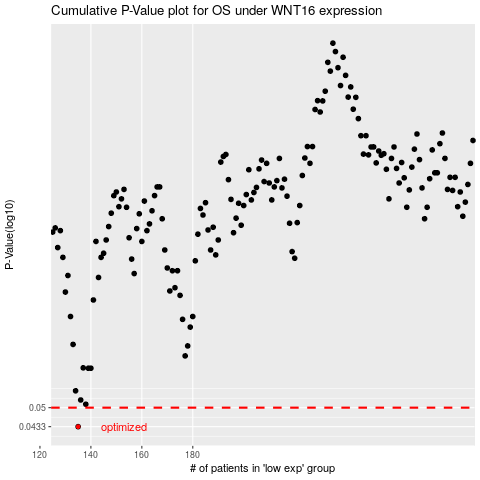 Cumulative P-Value plot for OS under WNT16 expression
P-Value(log10)
0.05
0.0433
optimized
120 140 160 180
# of patients in 'low exp' group